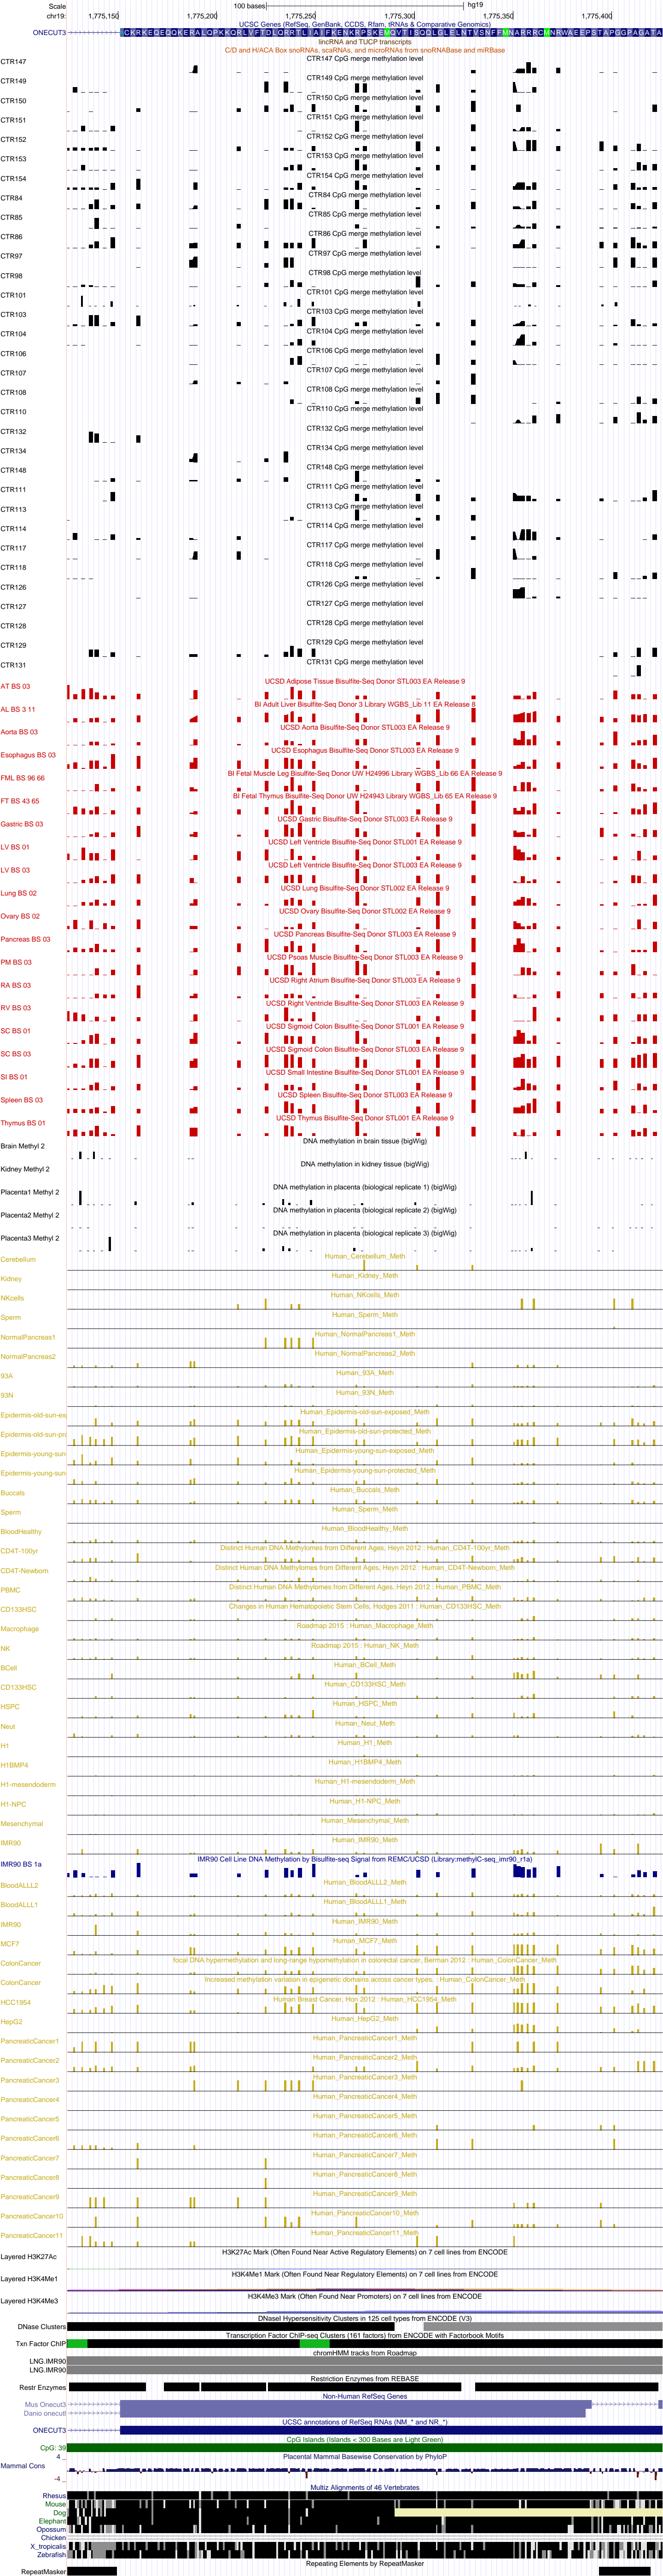 Scale 100 bases hg19
chr19: 1,775,150 1,775,200 1,775,250 1,775,300 1,775,350 1,775,400
UCSC Genes (RefSeq, GenBank, CCDS, Rfam, tRNAs & Comparative Genomics)
ONECUT3
lincRNA and TUCP transcripts
C/D and H/ACA Box snoRNAs, scaRNAs, and microRNAs from snoRNABase and miRBase
CTR147 CTR147 CpG merge methylation level
CTR149 CTR149 CpG merge methylation level
CTR150 CTR150 CpG merge methylation level
CTR151 CTR151 CpG merge methylation level
CTR152 CTR152 CpG merge methylation level
CTR153 CTR153 CpG merge methylation level
CTR154 CTR154 CpG merge methylation level
CTR84 CTR84 CpG merge methylation level
CTR85 CTR85 CpG merge methylation level
CTR86 CTR86 CpG merge methylation level
CTR97 CTR97 CpG merge methylation level
CTR98 CTR98 CpG merge methylation level
CTR101 CTR101 CpG merge methylation level
CTR103 CTR103 CpG merge methylation level
CTR104 CTR104 CpG merge methylation level
CTR106 CTR106 CpG merge methylation level
CTR107 CTR107 CpG merge methylation level
CTR108 CTR108 CpG merge methylation level
CTR110 CTR110 CpG merge methylation level
CTR132 CTR132 CpG merge methylation level
CTR134 CTR134 CpG merge methylation level
CTR148 CTR148 CpG merge methylation level
CTR111 CTR111 CpG merge methylation level
CTR113 CTR113 CpG merge methylation level
CTR114 CTR114 CpG merge methylation level
CTR117 CTR117 CpG merge methylation level
CTR118 CTR118 CpG merge methylation level
CTR126 CTR126 CpG merge methylation level
CTR127 CTR127 CpG merge methylation level
CTR128 CTR128 CpG merge methylation level
CTR129 CTR129 CpG merge methylation level
CTR131 CTR131 CpG merge methylation level
AT BS 03 UCSD Adipose Tissue Bisulfite-Seq Donor STL003 EA Release 9
AL BS 3 11 BI Adult Liver Bisulfite-Seq Donor 3 Library WGBS_Lib 11 EA Release 8
Aorta BS 03 UCSD Aorta Bisulfite-Seq Donor STL003 EA Release 9
Esophagus BS 03 UCSD Esophagus Bisulfite-Seq Donor STL003 EA Release 9
FML BS 96 66 BI Fetal Muscle Leg Bisulfite-Seq Donor UW H24996 Library WGBS_Lib 66 EA Release 9
FT BS 43 65 BI Fetal Thymus Bisulfite-Seq Donor UW H24943 Library WGBS_Lib 65 EA Release 9
Gastric BS 03 UCSD Gastric Bisulfite-Seq Donor STL003 EA Release 9
LV BS 01 UCSD Left Ventricle Bisulfite-Seq Donor STL001 EA Release 9
LV BS 03 UCSD Left Ventricle Bisulfite-Seq Donor STL003 EA Release 9
Lung BS 02 UCSD Lung Bisulfite-Seq Donor STL002 EA Release 9
Ovary BS 02 UCSD Ovary Bisulfite-Seq Donor STL002 EA Release 9
Pancreas BS 03 UCSD Pancreas Bisulfite-Seq Donor STL003 EA Release 9
PM BS 03 UCSD Psoas Muscle Bisulfite-Seq Donor STL003 EA Release 9
RA BS 03 UCSD Right Atrium Bisulfite-Seq Donor STL003 EA Release 9
RV BS 03 UCSD Right Ventricle Bisulfite-Seq Donor STL003 EA Release 9
SC BS 01 UCSD Sigmoid Colon Bisulfite-Seq Donor STL001 EA Release 9
SC BS 03 UCSD Sigmoid Colon Bisulfite-Seq Donor STL003 EA Release 9
SI BS 01 UCSD Small Intestine Bisulfite-Seq Donor STL001 EA Release 9
Spleen BS 03 UCSD Spleen Bisulfite-Seq Donor STL003 EA Release 9
Thymus BS 01 UCSD Thymus Bisulfite-Seq Donor STL001 EA Release 9
Brain Methyl 2 DNA methylation in brain tissue (bigWig)
Kidney Methyl 2 DNA methylation in kidney tissue (bigWig)
Placenta1 Methyl 2 DNA methylation in placenta (biological replicate 1) (bigWig)
Placenta2 Methyl 2 DNA methylation in placenta (biological replicate 2) (bigWig)
Placenta3 Methyl 2 DNA methylation in placenta (biological replicate 3) (bigWig)
Cerebellum Human_Cerebellum_Meth
Kidney Human_Kidney_Meth
NKcells Human_NKcells_Meth
Sperm Human_Sperm_Meth
NormalPancreas1 Human_NormalPancreas1_Meth
NormalPancreas2 Human_NormalPancreas2_Meth
93A Human_93A_Meth
93N Human_93N_Meth
Epidermis-old-sun-ex Human_Epidermis-old-sun-exposed_Meth
Epidermis-old-sun-pr Human_Epidermis-old-sun-protected_Meth
Epidermis-young-sun Human_Epidermis-young-sun-exposed_Meth
Epidermis-young-sun Human_Epidermis-young-sun-protected_Meth
Buccals Human_Buccals_Meth
Sperm Human_Sperm_Meth
BloodHealthy Human_BloodHealthy_Meth
CD4T-100yr Distinct Human DNA Methylomes from Different Ages, Heyn 2012 : Human_CD4T-100yr_Meth
CD4T-Newborn Distinct Human DNA Methylomes from Different Ages, Heyn 2012 : Human_CD4T-Newborn_Meth
PBMC Distinct Human DNA Methylomes from Different Ages, Heyn 2012 : Human_PBMC_Meth
CD133HSC Changes in Human Hematopoietic Stem Cells, Hodges 2011 : Human_CD133HSC_Meth
Macrophage Roadmap 2015 : Human_Macrophage_Meth
NK Roadmap 2015 : Human_NK_Meth
BCell Human_BCell_Meth
CD133HSC Human_CD133HSC_Meth
HSPC Human_HSPC_Meth
Neut Human_Neut_Meth
H1 Human_H1_Meth
H1BMP4 Human_H1BMP4_Meth
H1-mesendoderm Human_H1-mesendoderm_Meth
H1-NPC Human_H1-NPC_Meth
Mesenchymal Human_Mesenchymal_Meth
IMR90 Human_IMR90_Meth
IMR90 BS 1a IMR90 Cell Line DNA Methylation by Bisulfite-seq Signal from REMC/UCSD (Library:methylC-seq_imr90_r1a)
BloodALLL2 Human_BloodALLL2_Meth
BloodALLL1 Human_BloodALLL1_Meth
IMR90 Human_IMR90_Meth
MCF7 Human_MCF7_Meth
ColonCancer focal DNA hypermethylation and long-range hypomethylation in colorectal cancer, Berman 2012 : Human_ColonCancer_Meth
ColonCancer Increased methylation variation in epigenetic domains across cancer types. : Human_ColonCancer_Meth
HCC1954 Human Breast Cancer, Hon 2012 : Human_HCC1954_Meth
HepG2 Human_HepG2_Meth
PancreaticCancer1 Human_PancreaticCancer1_Meth
PancreaticCancer2 Human_PancreaticCancer2_Meth
PancreaticCancer3 Human_PancreaticCancer3_Meth
PancreaticCancer4 Human_PancreaticCancer4_Meth
PancreaticCancer5 Human_PancreaticCancer5_Meth
PancreaticCancer6 Human_PancreaticCancer6_Meth
PancreaticCancer7 Human_PancreaticCancer7_Meth
PancreaticCancer8 Human_PancreaticCancer8_Meth
PancreaticCancer9 Human_PancreaticCancer9_Meth
PancreaticCancer10 Human_PancreaticCancer10_Meth
PancreaticCancer11 Human_PancreaticCancer11_Meth
H3K27Ac Mark (Often Found Near Active Regulatory Elements) on 7 cell lines from ENCODE
Layered H3K27Ac
H3K4Me1 Mark (Often Found Near Regulatory Elements) on 7 cell lines from ENCODE
Layered H3K4Me1
H3K4Me3 Mark (Often Found Near Promoters) on 7 cell lines from ENCODE
Layered H3K4Me3
DNaseI Hypersensitivity Clusters in 125 cell types from ENCODE (V3)
DNase Clusters
Transcription Factor ChIP-seq Clusters (161 factors) from ENCODE with Factorbook Motifs
Txn Factor ChIP
chromHMM tracks from Roadmap
LNG.IMR90
LNG.IMR90
Restriction Enzymes from REBASE
Restr Enzymes
Non-Human RefSeq Genes
Mus Onecut3
Danio onecutl
UCSC annotations of RefSeq RNAs (NM_* and NR_*)
ONECUT3
CpG Islands (Islands < 300 Bases are Light Green)
CpG: 39
4 Placental Mammal Basewise Conservation by PhyloP
Mammal Cons
-4
Multiz Alignments of 46 Vertebrates
Rhesus
Mouse
Dog
Elephant
Opossum
Chicken
X_tropicalis
Zebrafish
Repeating Elements by RepeatMasker
RepeatMasker